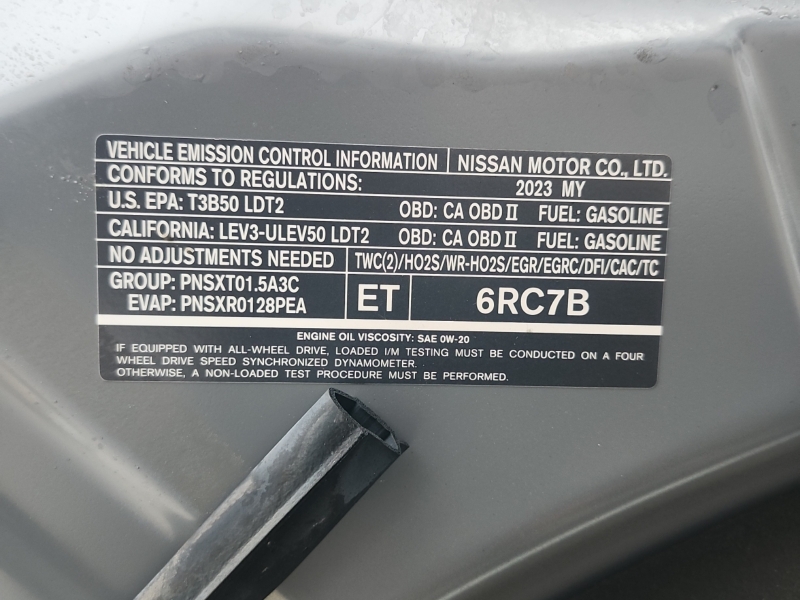 VEHICLE EMISSION CONTROL INFORMATION NISSAN MOTOR CO., LTD.
CONFORMS TO REGULATIONS: 2023 MY
U.S. EPA: T3B50 LDT2 OBD: CA OBD II FUEL: GASOLINE
CALIFORNIA: LEV3-ULEV50 LDT2 OBD: CA OBD II FUEL: GASOLINE
NO ADJUSTMENTS NEEDED TWC(2)/HO2S/WR-HO2S/EGR/EGRC/DFI/CAC/TC
GROUP: PNSXT01.5A3C
EVAP: PNSXR0128PEA
ET
6RC7B
ENGINE OIL VISCOSITY: SAE 0W-20
IF EQUIPPED WITH ALL-WHEEL DRIVE, LOADED I/M TESTING MUST BE CONDUCTED ON A FOUR
WHEEL DRIVE SPEED SYNCHRONIZED DYNAMOMETER.
OTHERWISE, A NON-LOADED TEST PROCEDURE MUST BE PERFORMED.